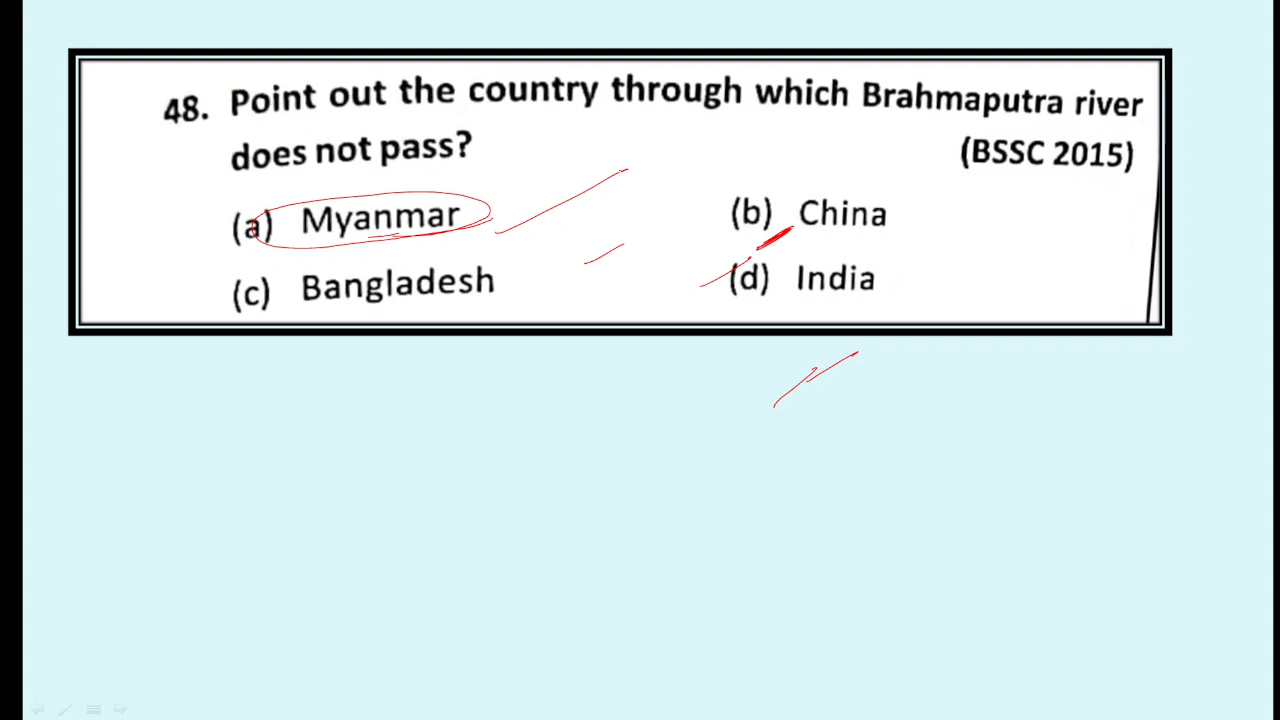 48. Point out the country through which Brahmaputra river
does not pass? (BSSC 2015)
(a) Myanmar (b) China
(c) Bangladesh (d) India